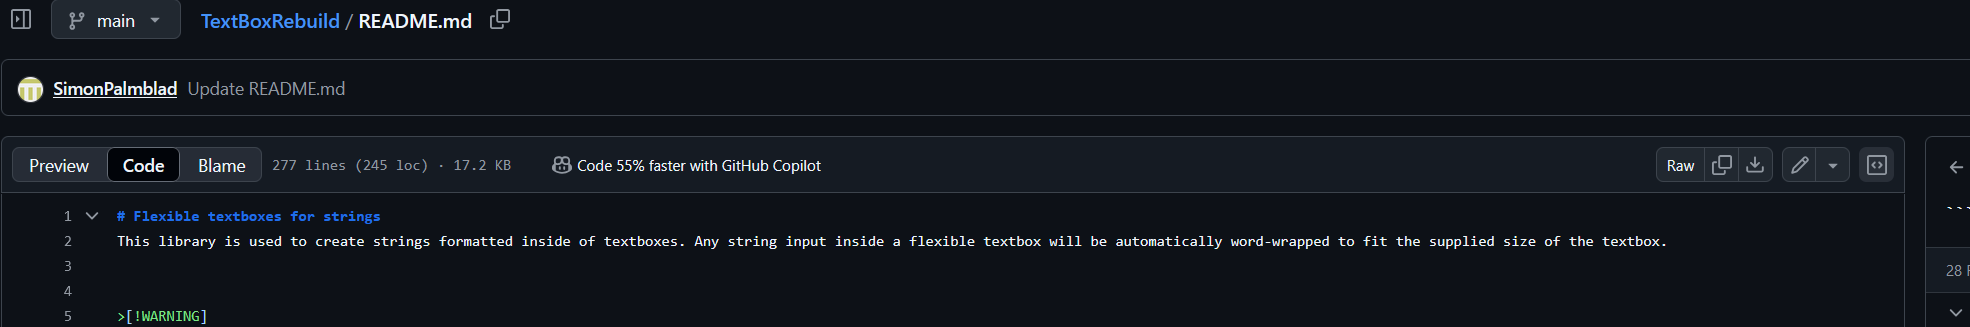 main
TextBoxRebuild / README.md
SimonPalmblad Update README.md
Preview Code Blame 277 lines (245 loc) · 17.2 KB Code 55% faster with GitHub Copilot Raw
1 # Flexible textboxes for strings
2 This library is used to create strings formatted inside of textboxes. Any string input inside a flexible textbox will be automatically word-wrapped to fit the supplied size of the textbox.
3
4
5 >[!WARNING]
```
28